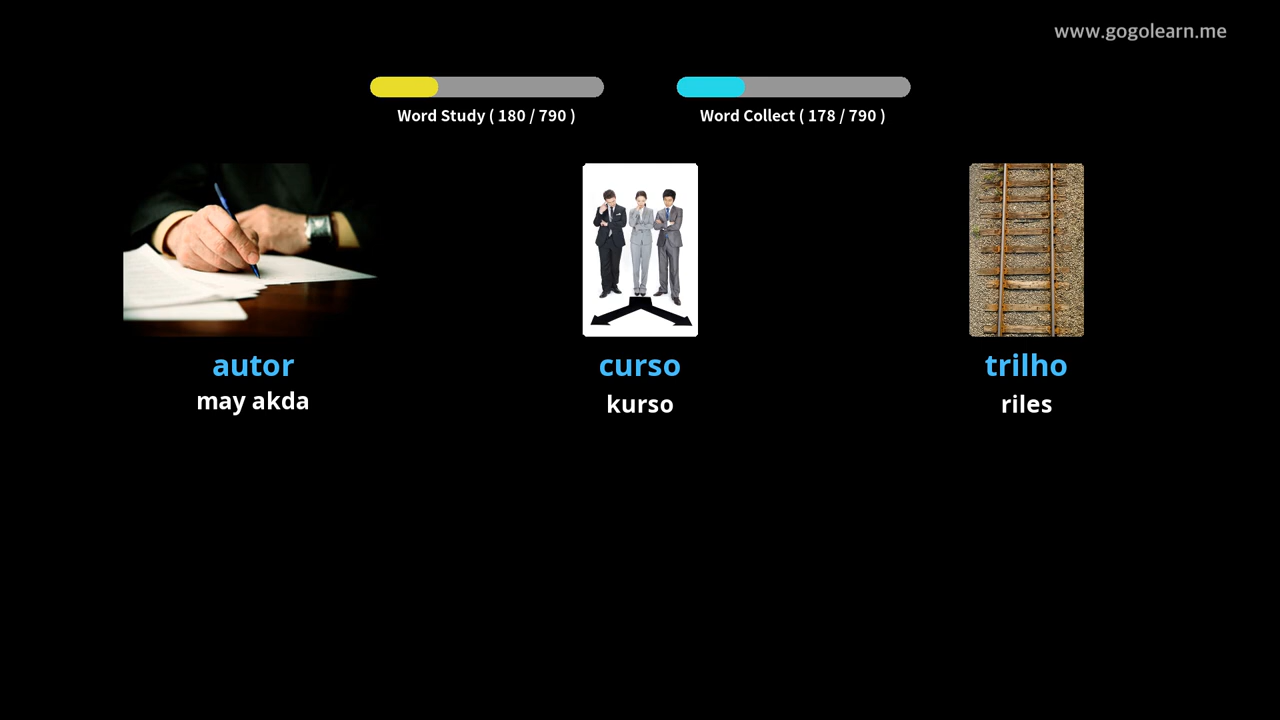 www.gogolearn.me
Word Study ( 180 / 790 )
Word Collect ( 178 / 790 )
autor
may akda
curso
kurso
trilho
riles